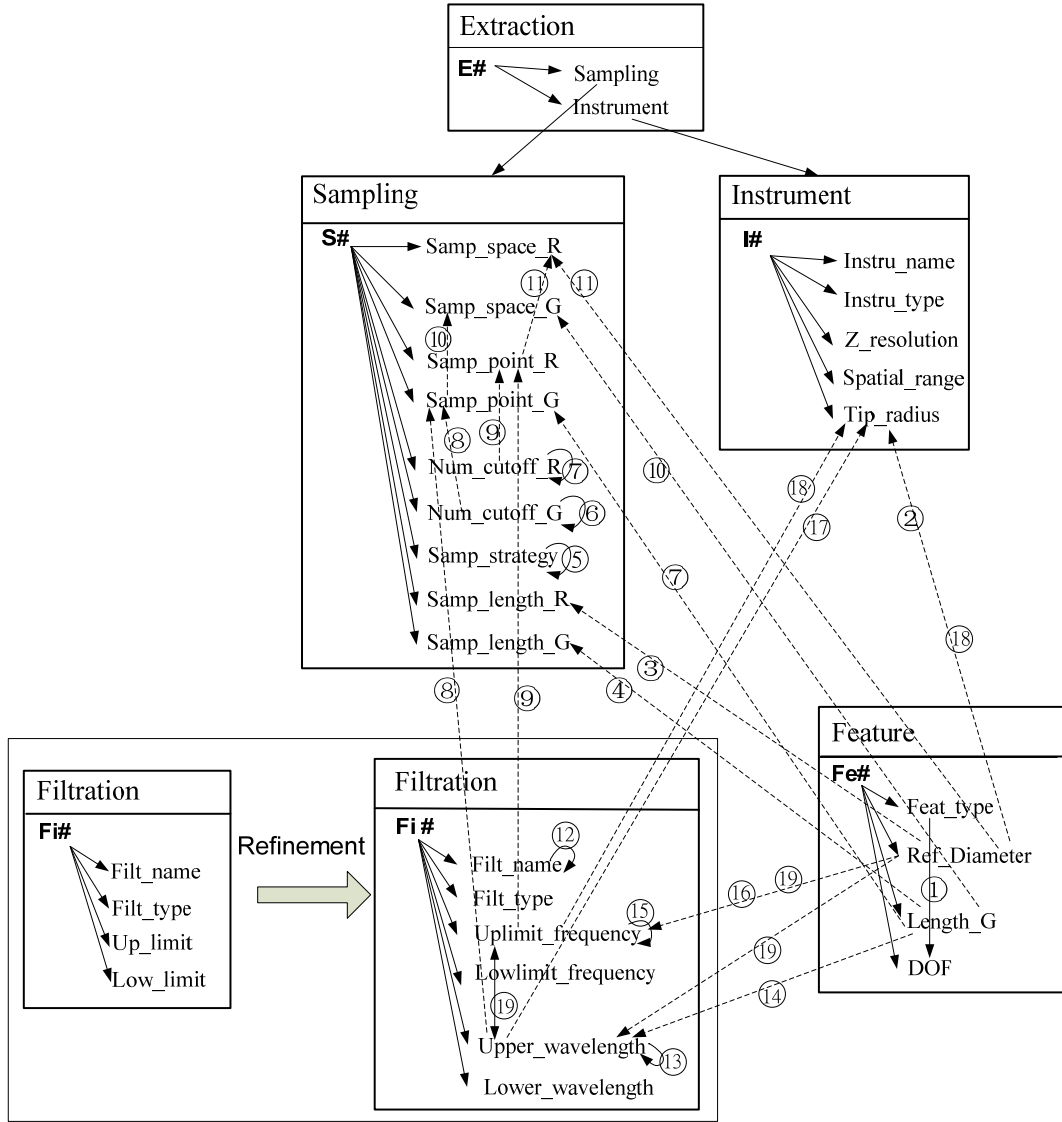 Extraction
E#
Sampling
Instrument
Sampling
S#
Samp_space_R
⑪
⑪
Samp_space_G
⑩
Samp_point_R
Samp_point_G
⑧
⑨
Num_cutoff_R
⑦
Num_cutoff_G
⑥
Samp_strategy
⑤
Samp_length_R
Samp_length_G
Instrument
I#
Instru_name
Instru_type
Z_resolution
Spatial_range
Tip_radius
⑩
⑱
⑰
②
⑦
⑱
③
④
⑧
⑨
Filtration
Fi#
Filt_name
Filt_type
Up_limit
Low_limit
Refinement
Filtration
Fi #
⑫
Filt_name
Filt_type
⑮
Uplimit_frequency
Lowlimit_frequency
⑲
Upper_wavelength
⑬
Lower_wavelength
⑯
⑲
⑲
⑭
Feature
Fe#
Feat_type
Ref_Diameter
①
Length_G
DOF